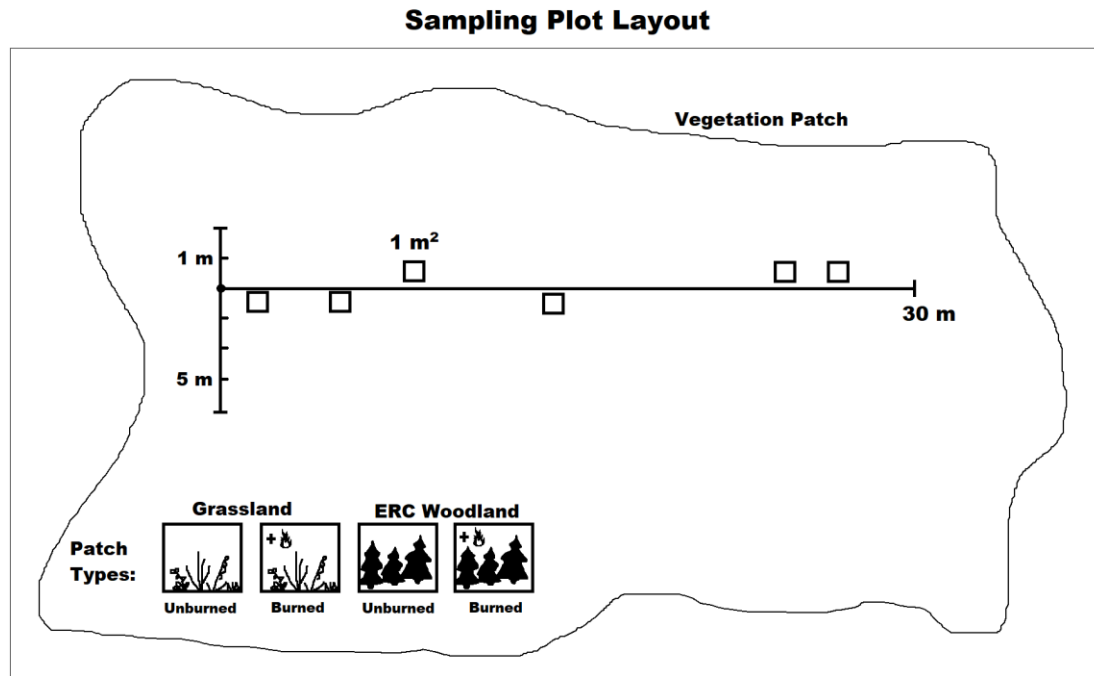 Sampling Plot Layout
Vegetation Patch
1 m²
1 m
30 m
5 m
Grassland
ERC Woodland
Patch
Types:
+
+
Unburned
Burned
Unburned
Burned